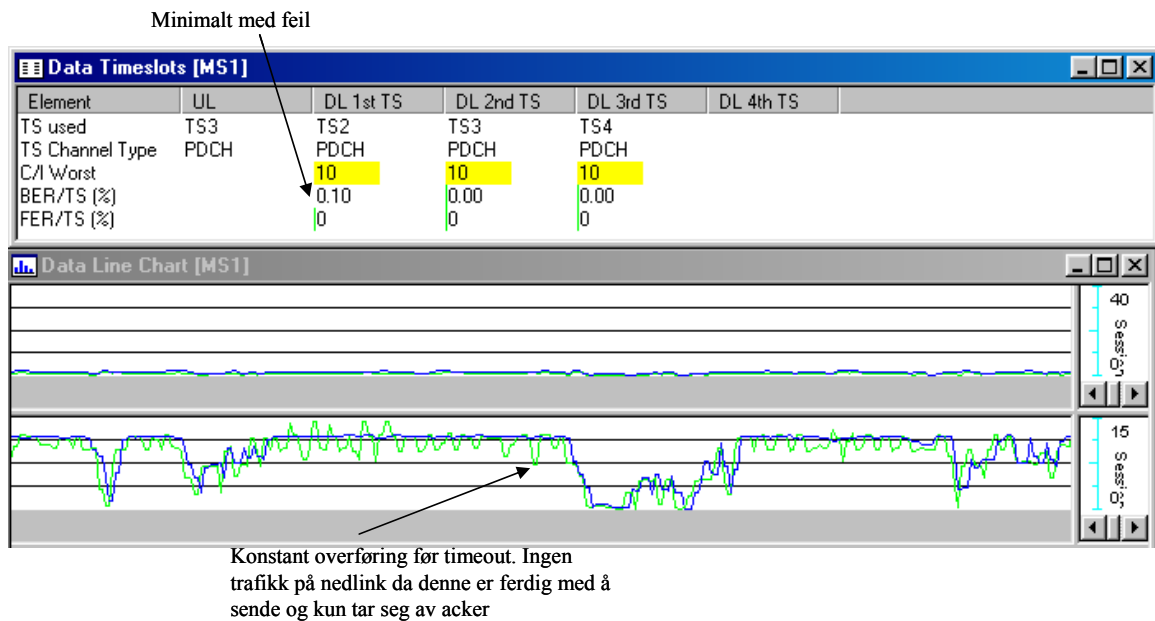 Minimalt med feil
Data Timeslots [MS1]
Element UL DL 1st TS DL 2nd TS DL 3rd TS DL 4th TS
TS used TS3 TS2 TS3 TS4
TS Channel Type PDCH PDCH PDCH PDCH
C/I Worst 10 10 10
BER/TS (%) 0.10 0.00 0.00
FER/TS (%) 0 0 0
Data Line Chart [MS1]
40
Session
15
Session
Konstant overføring før timeout. Ingen
trafikk på nedlink da denne er ferdig med å
sende og kun tar seg av acker